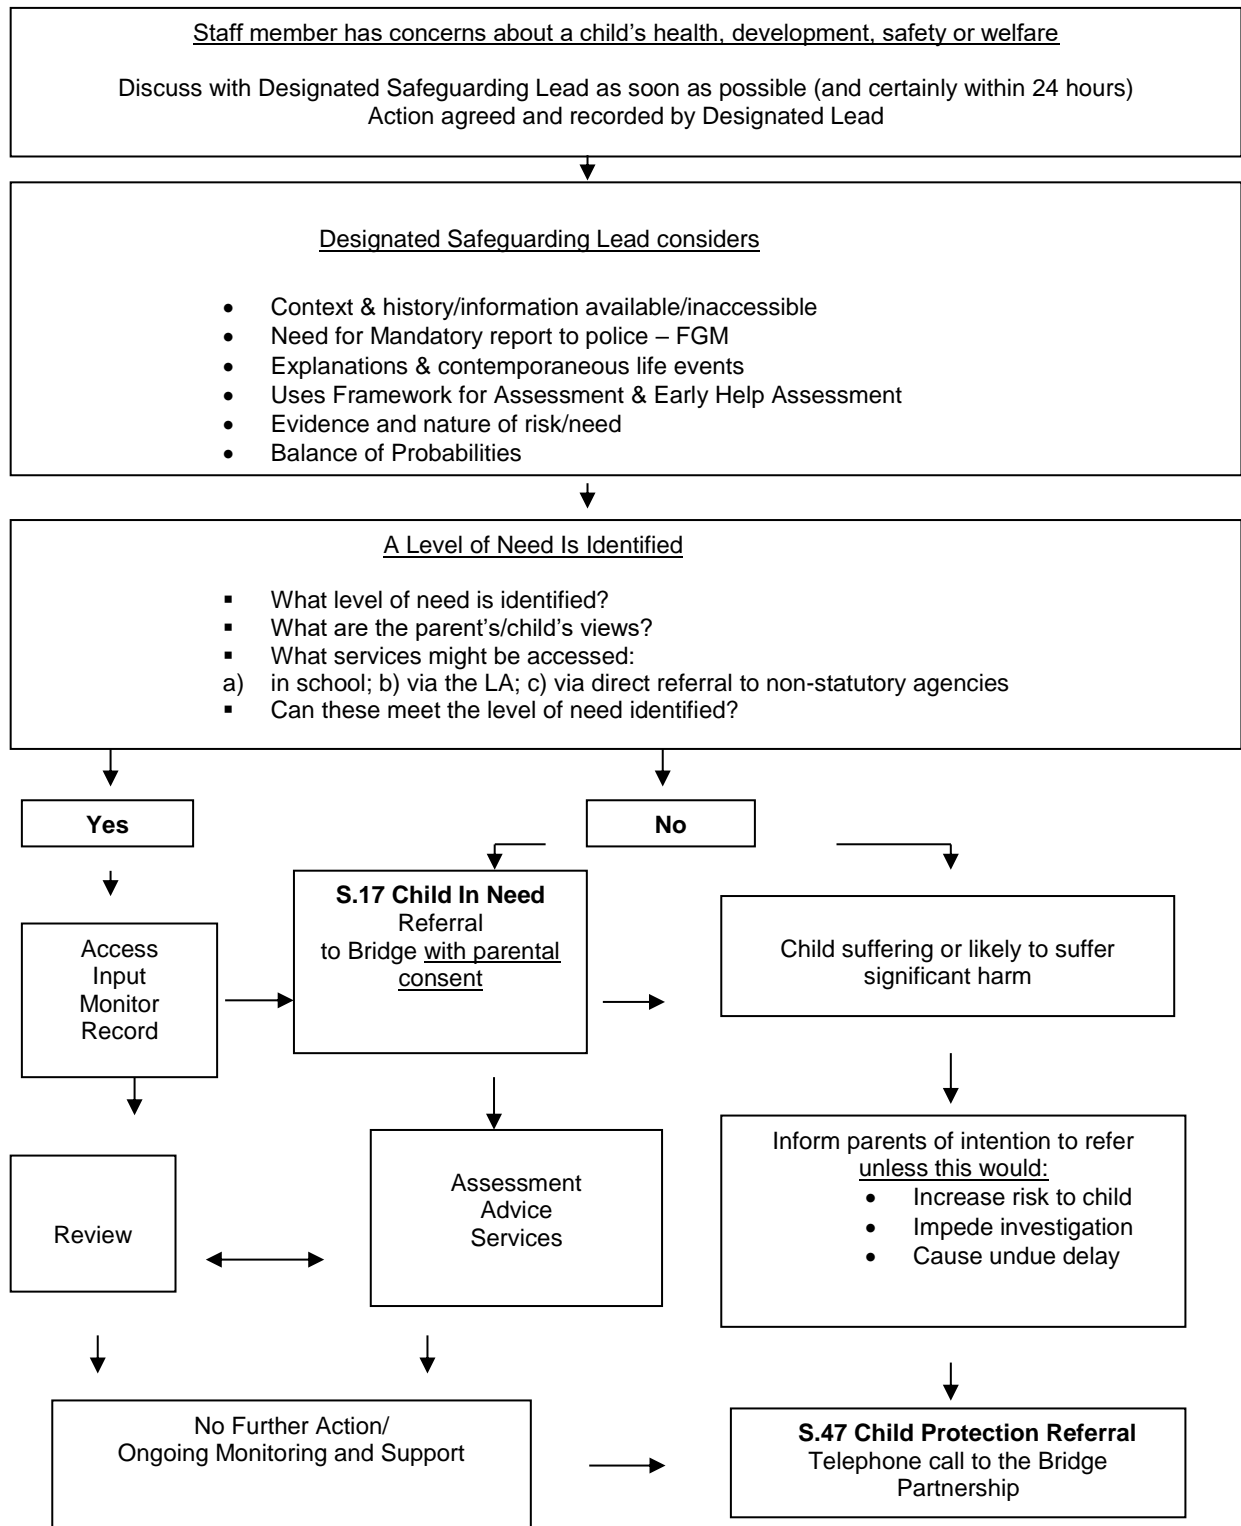 Staff member has concerns about a child’s health, development, safety or welfare
Discuss with Designated Safeguarding Lead as soon as possible (and certainly within 24 hours)
Action agreed and recorded by Designated Lead
Designated Safeguarding Lead considers
• Context & history/information available/inaccessible
• Need for Mandatory report to police – FGM
• Explanations & contemporaneous life events
• Uses Framework for Assessment & Early Help Assessment
• Evidence and nature of risk/need
• Balance of Probabilities
A Level of Need Is Identified
▪ What level of need is identified?
▪ What are the parent’s/child’s views?
▪ What services might be accessed:
a) in school; b) via the LA; c) via direct referral to non-statutory agencies
▪ Can these meet the level of need identified?
Yes
No
Access
Input
Monitor
Record
S.17 Child In Need
Referral
to Bridge with parental
consent
Child suffering or likely to suffer
significant harm
Review
Assessment
Advice
Services
Inform parents of intention to refer
unless this would:
• Increase risk to child
• Impede investigation
• Cause undue delay
No Further Action/
Ongoing Monitoring and Support
S.47 Child Protection Referral
Telephone call to the Bridge
Partnership